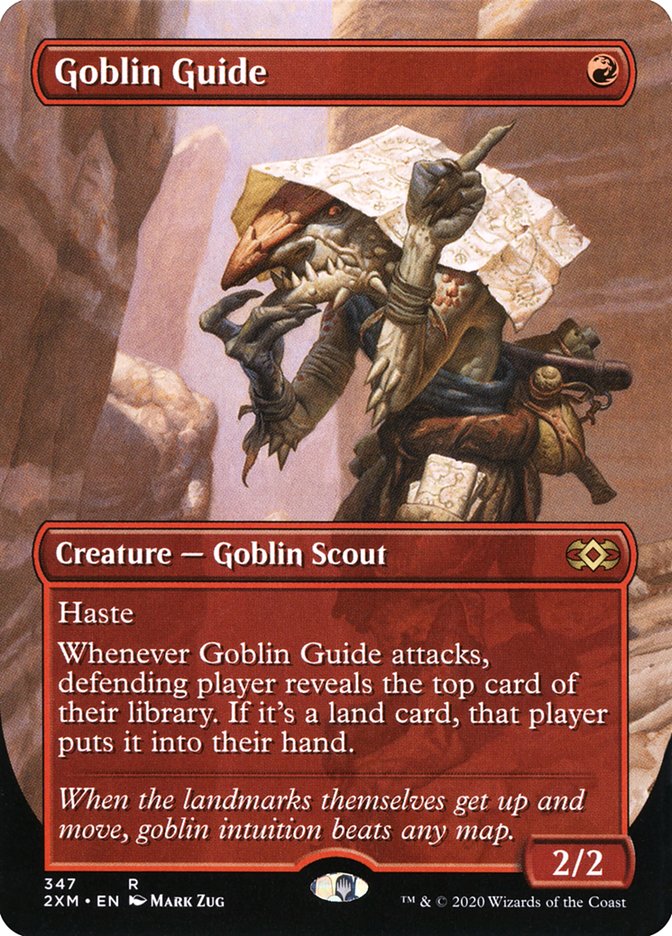 Goblin Guide
Creature — Goblin Scout
Haste
Whenever Goblin Guide attacks,
defending player reveals the top card of
their library. If it's a land card, that player
puts it into their hand.
When the landmarks themselves get up and
move, goblin intuition beats any map.
2/2
347 R
2XM • EN Mark Zug
™ & © 2020 Wizards of the Coast